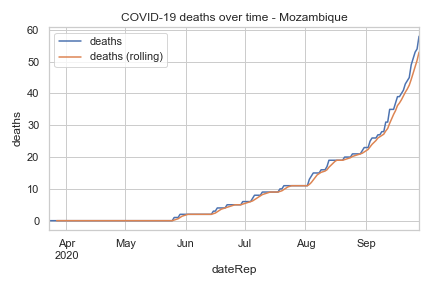 COVID-19 deaths over time - Mozambique
deaths
deaths (rolling)
60
50
40
30
20
10
0
deaths
Apr
2020
May
Jun
Jul
Aug
Sep
dateRep